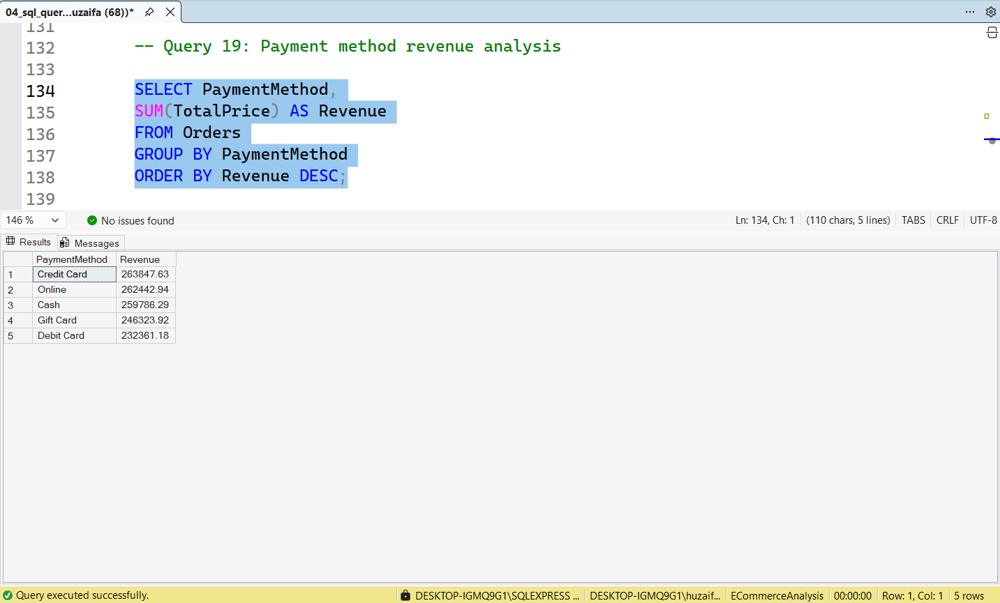 04_sql_quer...uzaifa (68))*
131
132 -- Query 19: Payment method revenue analysis
133
134 SELECT PaymentMethod,
135 SUM(TotalPrice) AS Revenue
136 FROM Orders
137 GROUP BY PaymentMethod
138 ORDER BY Revenue DESC;
139
146 % No issues found Ln: 134, Ch: 1 (110 chars, 5 lines) TABS CRLF UTF-8
Results Messages
PaymentMethod Revenue
1 Credit Card 263847.63
2 Online 262442.94
3 Cash 259786.29
4 Gift Card 246323.92
5 Debit Card 232361.18
Query executed successfully. DESKTOP-IGMQ9G1\SQLEXPRESS ... DESKTOP-IGMQ9G1\huzaif... ECommerceAnalysis 00:00:00 Row: 1, Col: 1 5 rows